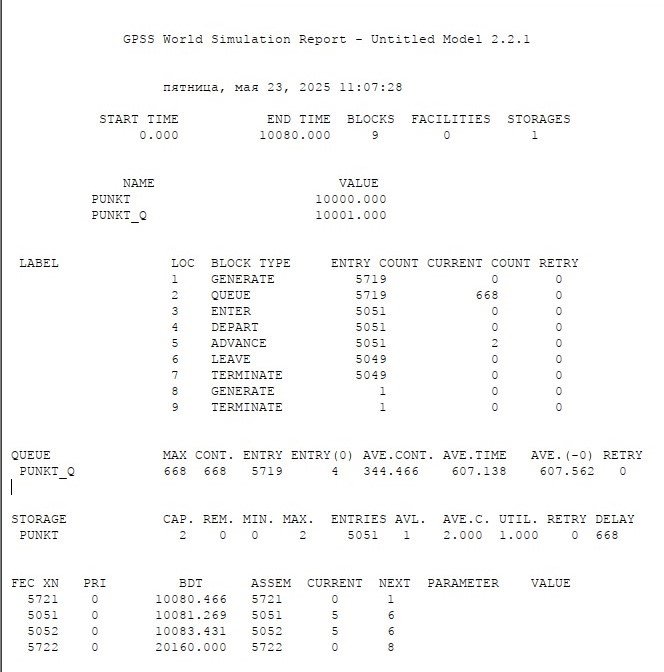 GPSS World Simulation Report - Untitled Model 2.2.1
пятница, мая 23, 2025 11:07:28
START TIME END TIME BLOCKS FACILITIES STORAGES
0.000 10080.000 9 0 1
NAME VALUE
PUNKT 10000.000
PUNKT_Q 10001.000
LABEL LOC BLOCK TYPE ENTRY COUNT CURRENT COUNT RETRY
1 GENERATE 5719 0 0
2 QUEUE 5719 668 0
3 ENTER 5051 0 0
4 DEPART 5051 0 0
5 ADVANCE 5051 2 0
6 LEAVE 5049 0 0
7 TERMINATE 5049 0 0
8 GENERATE 1 0 0
9 TERMINATE 1 0 0
QUEUE MAX CONT. ENTRY ENTRY(0) AVE.CONT. AVE.TIME AVE.(-0) RETRY
PUNKT_Q 668 668 5719 4 344.466 607.138 607.562 0
STORAGE CAP. REM. MIN. MAX. ENTRIES AVL. AVE.C. UTIL. RETRY DELAY
PUNKT 2 0 0 2 5051 1 2.000 1.000 0 668
FEC XN PRI BDT ASSEM CURRENT NEXT PARAMETER VALUE
5721 0 10080.466 5721 0 1
5051 0 10081.269 5051 5 6
5052 0 10083.431 5052 5 6
5722 0 20160.000 5722 0 8